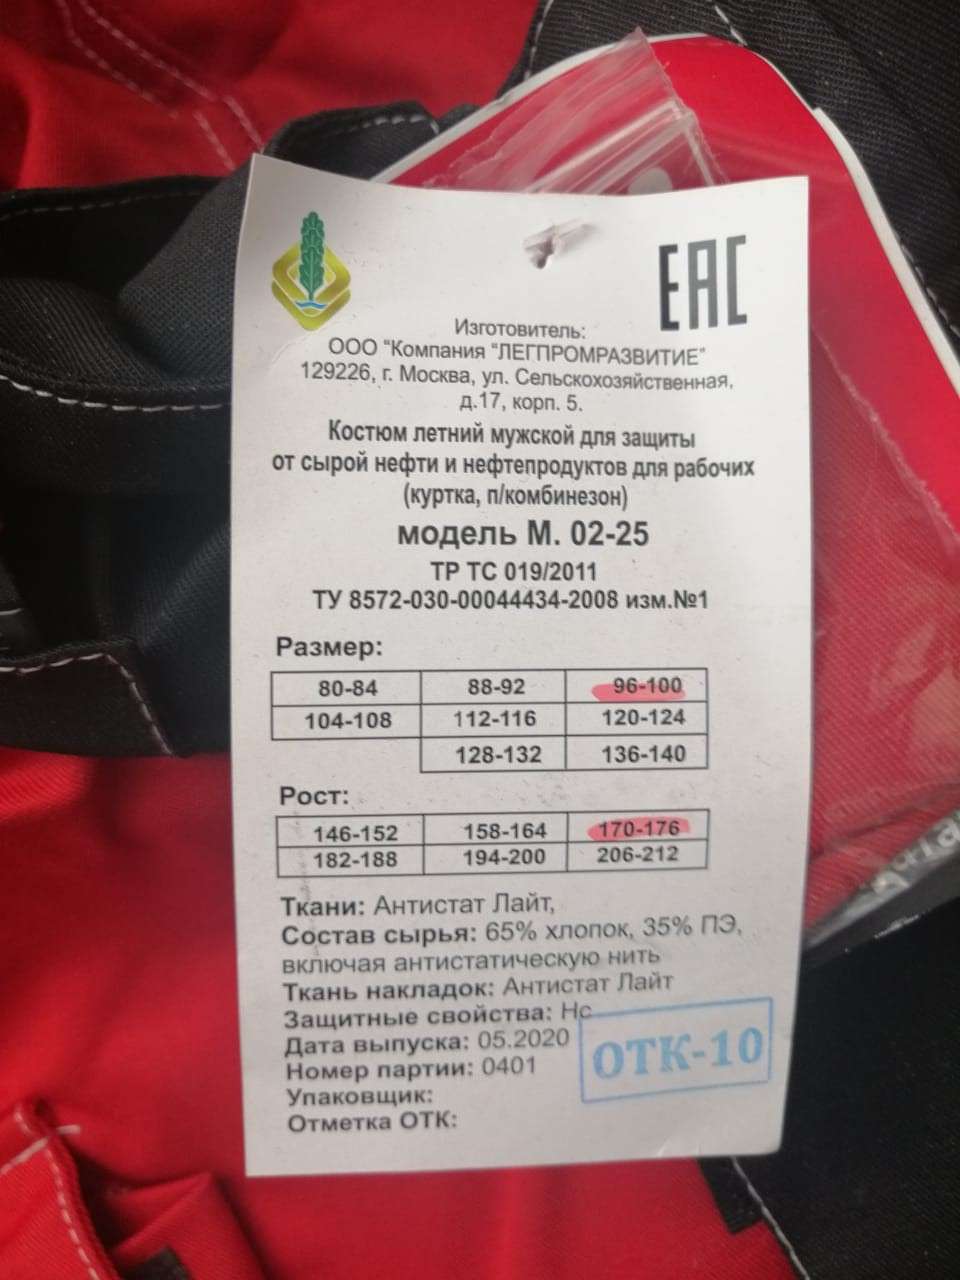 ЕАС
Изготовитель:
ООО "Компания "ЛЕГПРОМРАЗВИТИЕ"
129226, г. Москва, ул. Сельскохозяйственная,
д.17, корп. 5.
Костюм летний мужской для защиты
от сырой нефти и нефтепродуктов для рабочих
(куртка, п/комбинезон)
модель М. 02-25
ТР ТС 019/2011
ТУ 8572-030-00044434-2008 изм.№1
Размер:
80-84 88-92 96-100
104-108 112-116 120-124
128-132 136-140
Рост:
146-152 158-164 170-176
182-188 194-200 206-212
Ткани: Антистат Лайт,
Состав сырья: 65% хлопок, 35% ПЭ,
включая антистатическую нить
Ткань накладок: Антистат Лайт
Защитные свойства: Нс
Дата выпуска: 05.2020
Номер партии: 0401
Упаковщик:
Отметка ОТК:
ОТК-10